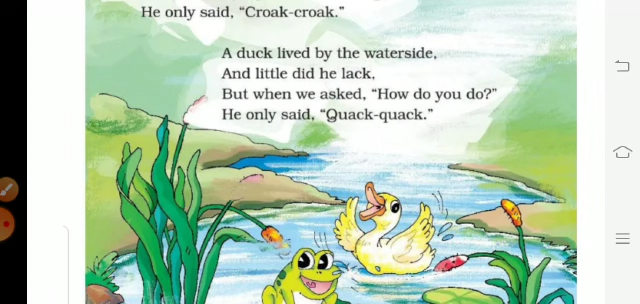 He only said, “Croak-croak.”
A duck lived by the waterside,
And little did he lack,
But when we asked, “How do you do?”
He only said, “Quack-quack.”